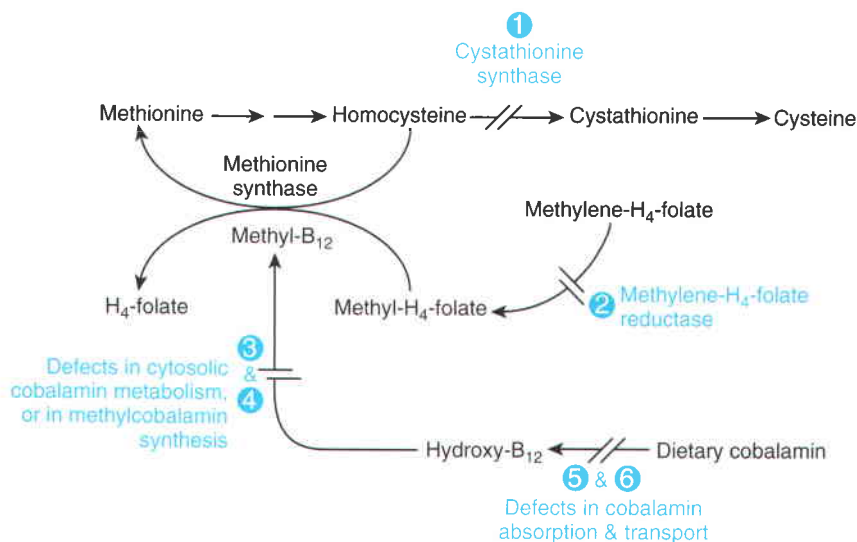 1
Cystathionine
synthase
Methionine Homocysteine Cystathionine Cysteine
Methionine
synthase
Methylene-H₄-folate
Methyl-B₁₂
H₄-folate
Methyl-H₄-folate
2 Methylene-H₄-folate
reductase
3
&
4
Defects in cytosolic
cobalamin metabolism,
or in methylcobalamin
synthesis
Hydroxy-B₁₂
Dietary cobalamin
5 & 6
Defects in cobalamin
absorption & transport